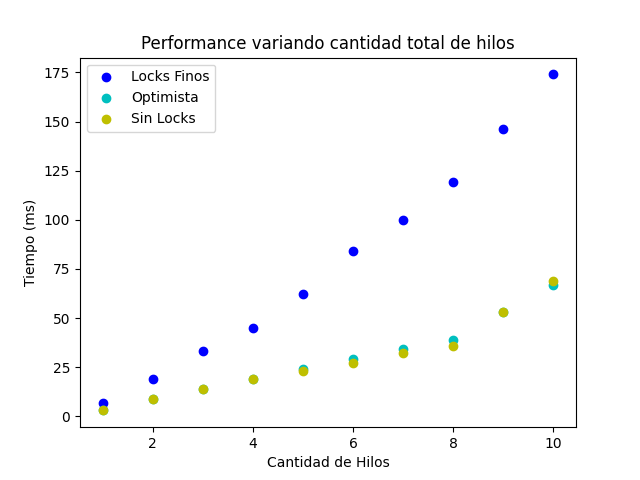 Performance variando cantidad total de hilos
Locks Finos
Optimista
Sin Locks
175
150
125
100
75
50
25
0
Tiempo (ms)
2 4 6 8 10
Cantidad de Hilos